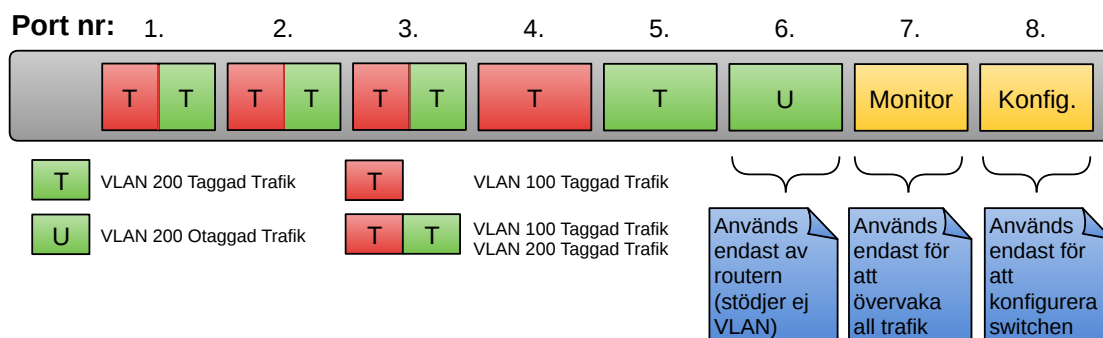 Port nr: 1. 2. 3. 4. 5. 6. 7. 8.
T T T T T T T T U Monitor Konfig.
T VLAN 200 Taggad Trafik
T VLAN 100 Taggad Trafik
U VLAN 200 Otaggad Trafik
T T VLAN 100 Taggad Trafik
VLAN 200 Taggad Trafik
Används
endast av
routern
(stödjer ej
VLAN)
Används
endast för
att
övervaka
all trafik
Används
endast för
att
konfigurera
switchen